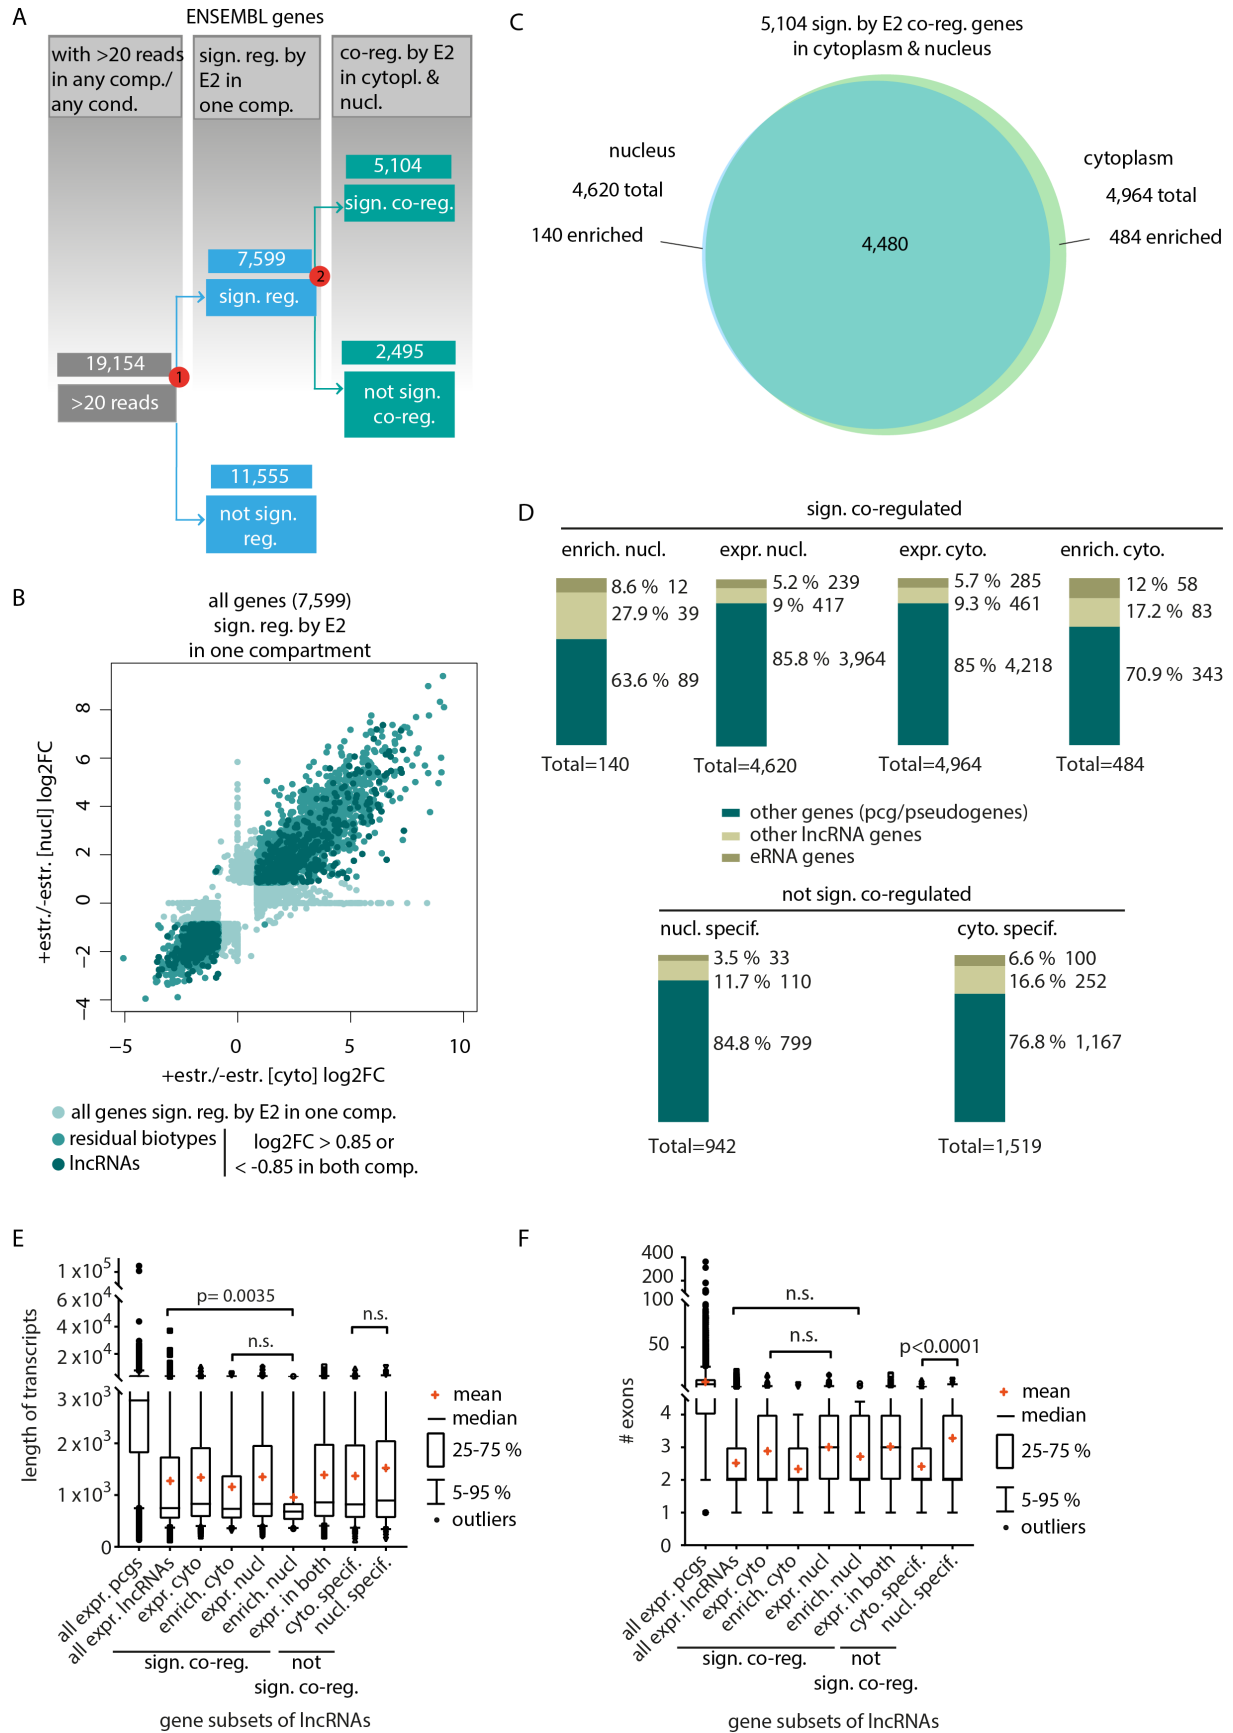 A
ENSEMBL genes
with >20 reads
in any comp./
any cond.
sign. reg. by
E2 in
one comp.
co-reg. by E2
in cytopl. &
nucl.
5,104
sign. co-reg.
7,599
sign. reg.
2
2,495
not sign.
co-reg.
19,154
>20 reads
1
11,555
not sign.
reg.
B
all genes (7,599)
sign. reg. by E2
in one compartment
+estr./-estr. [nucl] log2FC
8
6
4
2
0
−2
−4
−5
0
5
10
+estr./-estr. [cyto] log2FC
all genes sign. reg. by E2 in one comp.
residual biotypes
lncRNAs
log2FC > 0.85 or
< -0.85 in both comp.
C
5,104 sign. by E2 co-reg. genes
in cytoplasm & nucleus
nucleus
4,620 total
140 enriched
4,480
cytoplasm
4,964 total
484 enriched
D
sign. co-regulated
enrich. nucl.
8.6 % 12
27.9 % 39
63.6 % 89
Total=140
expr. nucl.
5.2 % 239
9 % 417
85.8 % 3,964
Total=4,620
expr. cyto.
5.7 % 285
9.3 % 461
85 % 4,218
Total=4,964
enrich. cyto.
12 % 58
17.2 % 83
70.9 % 343
Total=484
other genes (pcg/pseudogenes)
other lncRNA genes
eRNA genes
not sign. co-regulated
nucl. specif.
3.5 % 33
11.7 % 110
84.8 % 799
Total=942
cyto. specif.
6.6 % 100
16.6 % 252
76.8 % 1,167
Total=1,519
E
length of transcripts
1 x10⁵
6 x10⁴
4 x10⁴
2 x10⁴
3 x10³
2 x10³
1 x10³
0
p= 0.0035
n.s.
n.s.
mean
median
25-75 %
5-95 %
outliers
all expr. pcgs
all expr. lncRNAs
expr. cyto
enrich. cyto
expr. nucl
enrich. nucl
expr. in both
cyto. specif.
nucl. specif.
sign. co-reg.
not
sign. co-reg.
gene subsets of lncRNAs
F
# exons
400
200
100
50
4
3
2
1
0
n.s.
n.s.
p<0.0001
mean
median
25-75 %
5-95 %
outliers
all expr. pcgs
all expr. lncRNAs
expr. cyto
enrich. cyto
expr. nucl
enrich. nucl
expr. in both
cyto. specif.
nucl. specif.
sign. co-reg.
not
sign. co-reg.
gene subsets of lncRNAs